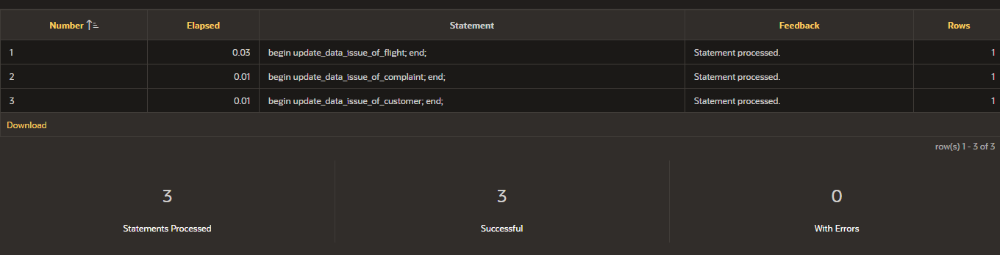 Number Elapsed Statement Feedback Rows
1 0.03 begin update_data_issue_of_flight; end; Statement processed. 1
2 0.01 begin update_data_issue_of_complaint; end; Statement processed. 1
3 0.01 begin update_data_issue_of_customer; end; Statement processed. 1
Download
row(s) 1 - 3 of 3
3 3 0
Statements Processed Successful With Errors